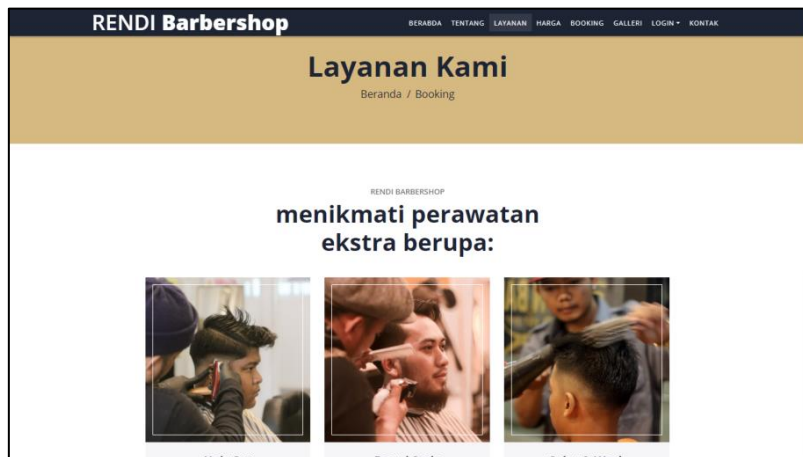 RENDI Barbershop
BERABDA TENTANG LAYANAN HARGA BOOKING GALLERI LOGIN KONTAK
Layanan Kami
Beranda / Booking
RENDI BARBERSHOP
menikmati perawatan
ekstra berupa: